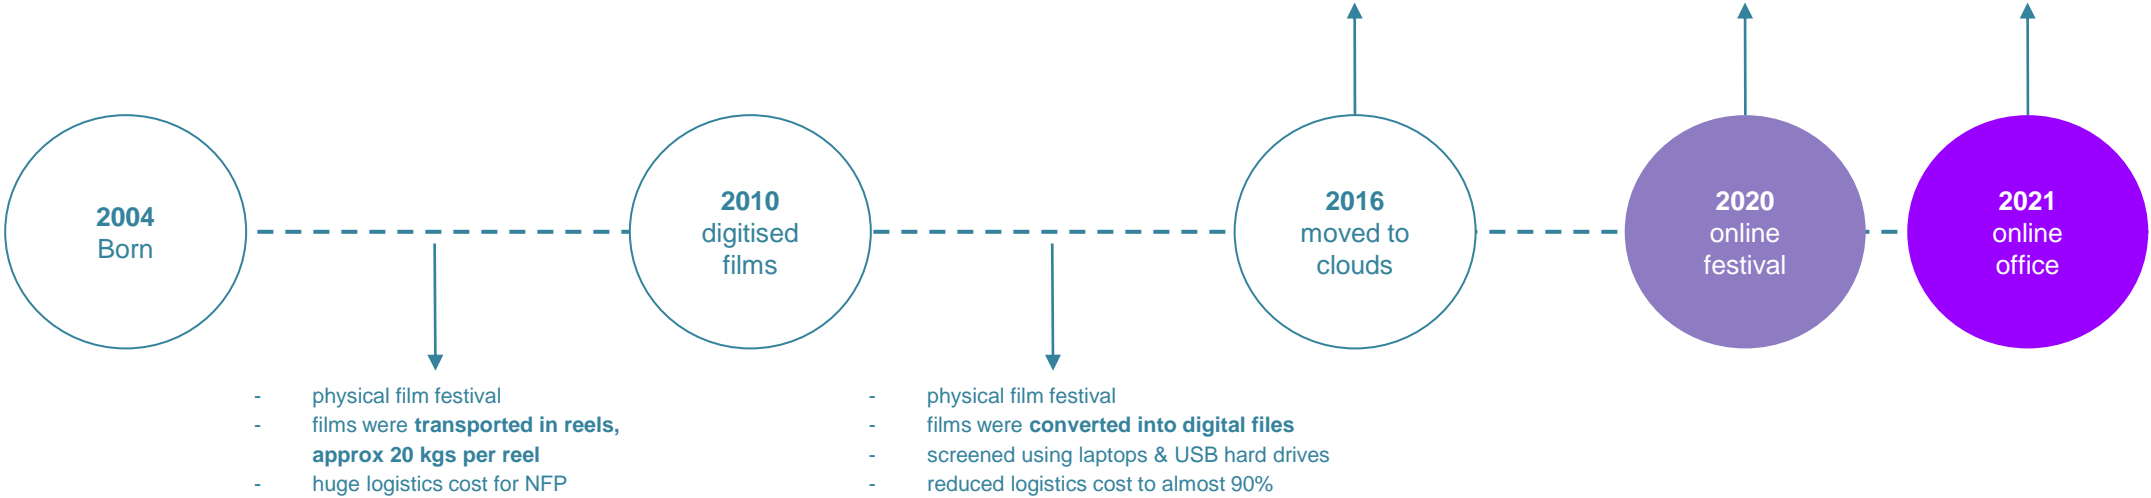 2004
Born
2010
digitised
films
2016
moved to
clouds
2020
online
festival
2021
online
office
- physical film festival
- films were transported in reels,
approx 20 kgs per reel
- huge logistics cost for NFP
- physical film festival
- films were converted into digital files
- screened using laptops & USB hard drives
- reduced logistics cost to almost 90%